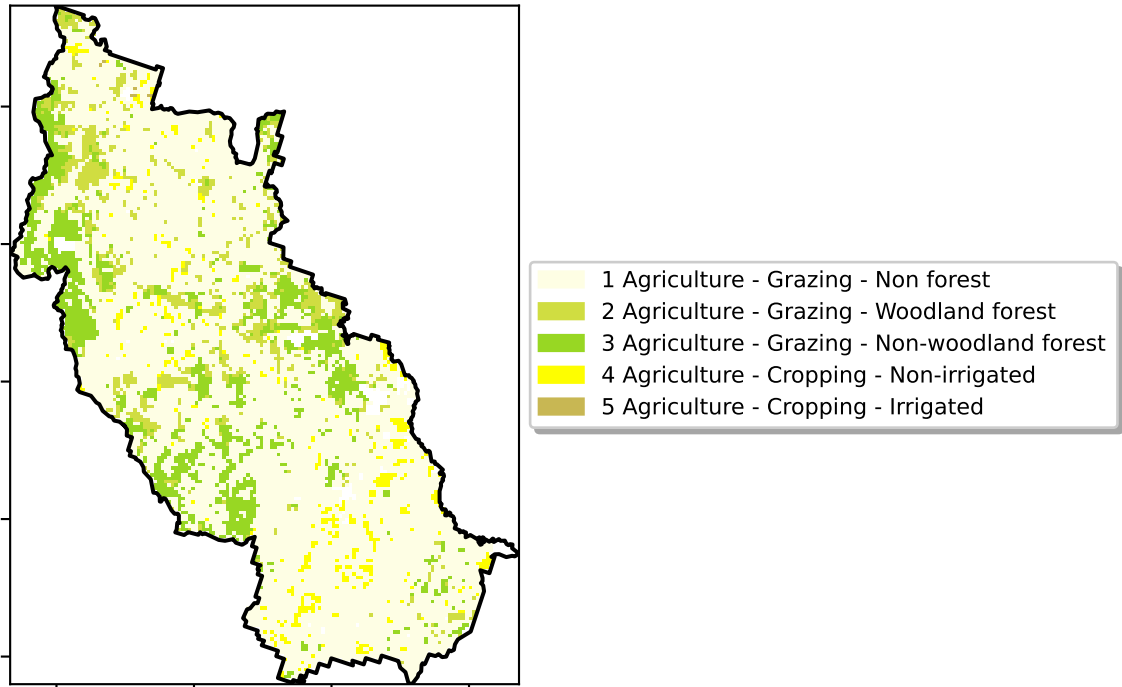 1 Agriculture - Grazing - Non forest
2 Agriculture - Grazing - Woodland forest
3 Agriculture - Grazing - Non-woodland forest
4 Agriculture - Cropping - Non-irrigated
5 Agriculture - Cropping - Irrigated